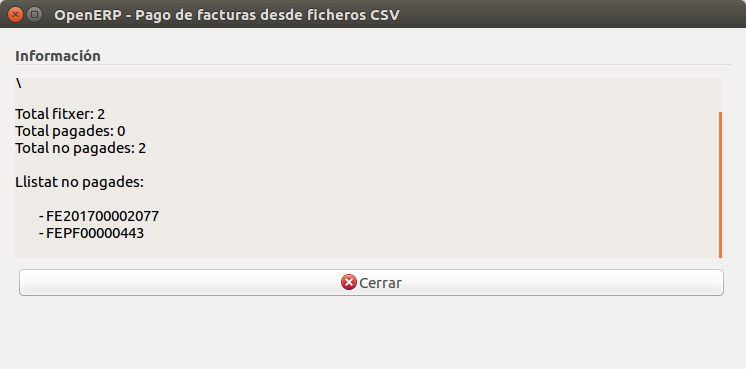 OpenERP - Pago de facturas desde ficheros CSV
Información
\
Total fitxer: 2
Total pagades: 0
Total no pagades: 2
Llistat no pagades:
- FE201700002077
- FEPF00000443
Cerrar